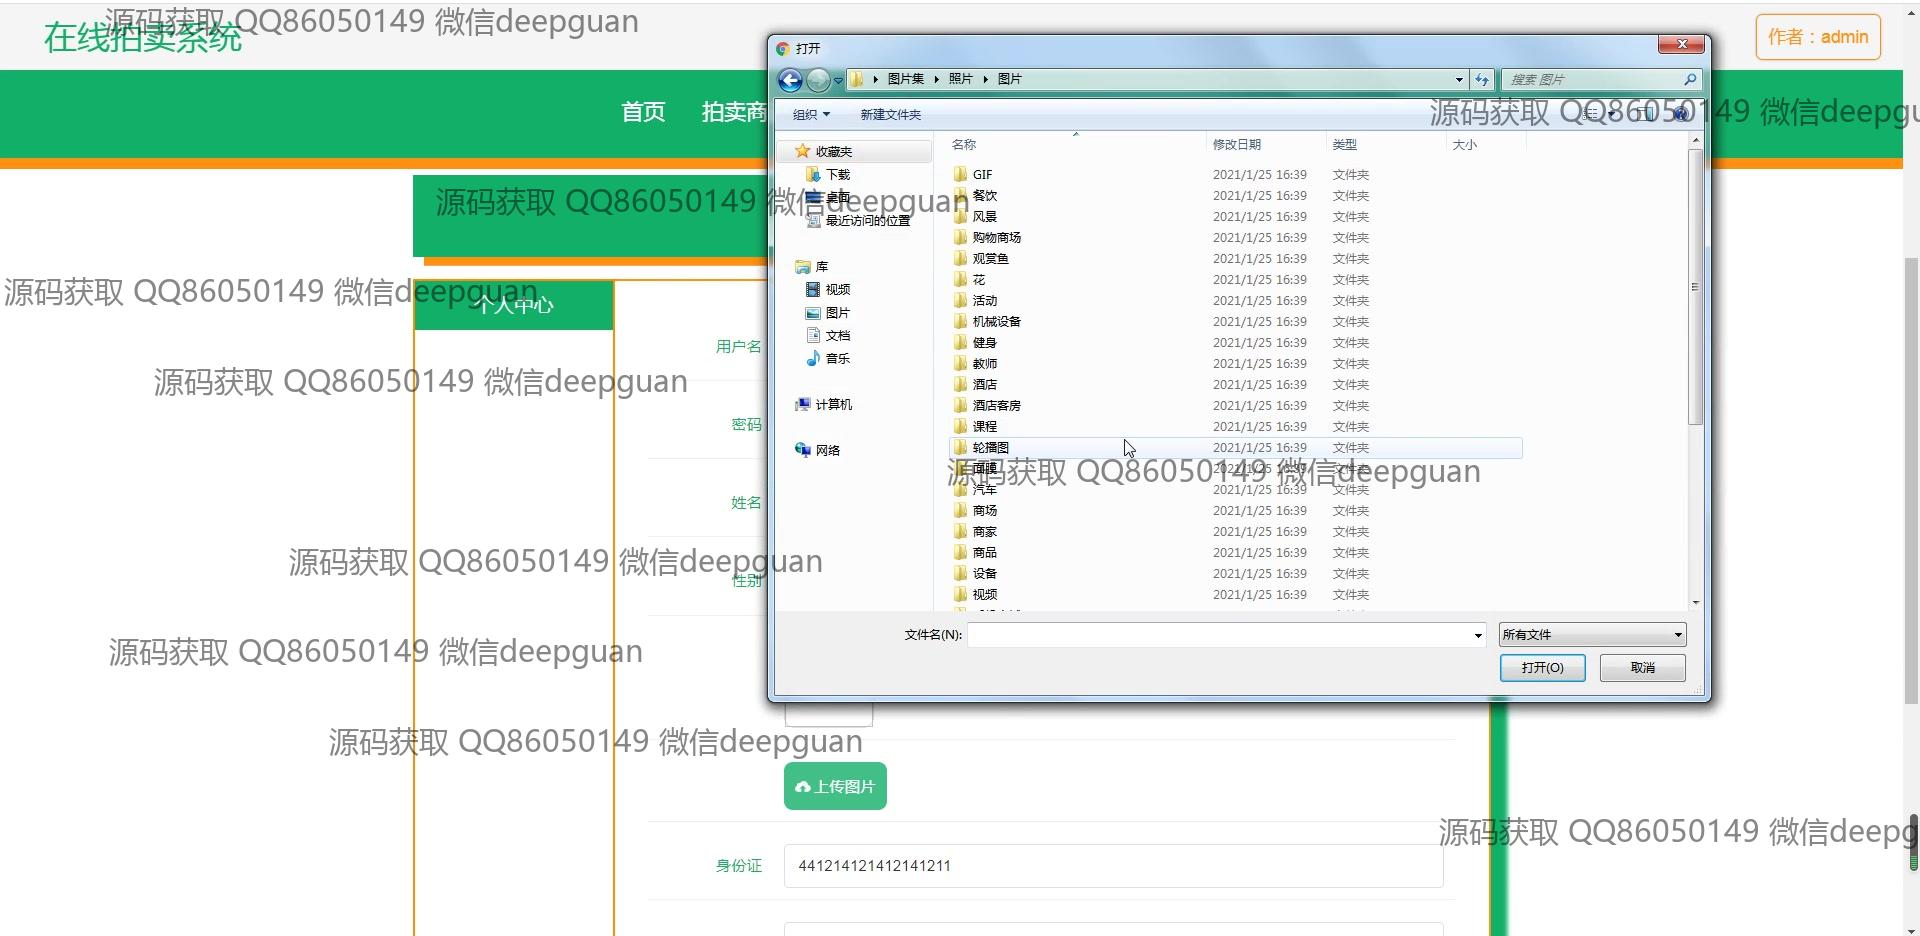 源码获取 QQ86050149 微信deepguan
在线拍卖系统
作者：admin
打开
图片集 照片 图片
搜索 图片
首页 拍卖商
组织 新建文件夹
源码获取 QQ86050149 微信deepgu
名称 修改日期 类型 大小
收藏夹
下载
桌面
最近访问的位置
库
视频
图片
文档
音乐
计算机
网络
GIF 2021/1/25 16:39 文件夹
餐饮 2021/1/25 16:39 文件夹
风景 2021/1/25 16:39 文件夹
购物商场 2021/1/25 16:39 文件夹
观赏鱼 2021/1/25 16:39 文件夹
花 2021/1/25 16:39 文件夹
活动 2021/1/25 16:39 文件夹
机械设备 2021/1/25 16:39 文件夹
健身 2021/1/25 16:39 文件夹
教师 2021/1/25 16:39 文件夹
酒店 2021/1/25 16:39 文件夹
酒店客房 2021/1/25 16:39 文件夹
课程 2021/1/25 16:39 文件夹
轮播图 2021/1/25 16:39 文件夹
面膜 2021/1/25 16:39 文件夹
汽车 2021/1/25 16:39 文件夹
商场 2021/1/25 16:39 文件夹
商家 2021/1/25 16:39 文件夹
商品 2021/1/25 16:39 文件夹
设备 2021/1/25 16:39 文件夹
视频 2021/1/25 16:39 文件夹
文件名(N): 所有文件
打开(O) 取消
源码获取 QQ86050149 微信deepguan
源码获取 QQ86050149 微信deepguan
个人中心
用户名
源码获取 QQ86050149 微信deepguan
密码
源码获取 QQ86050149 微信deepguan
姓名
源码获取 QQ86050149 微信deepguan
性别
源码获取 QQ86050149 微信deepguan
源码获取 QQ86050149 微信deepguan
上传图片
源码获取 QQ86050149 微信deepg
身份证 441214121412141211